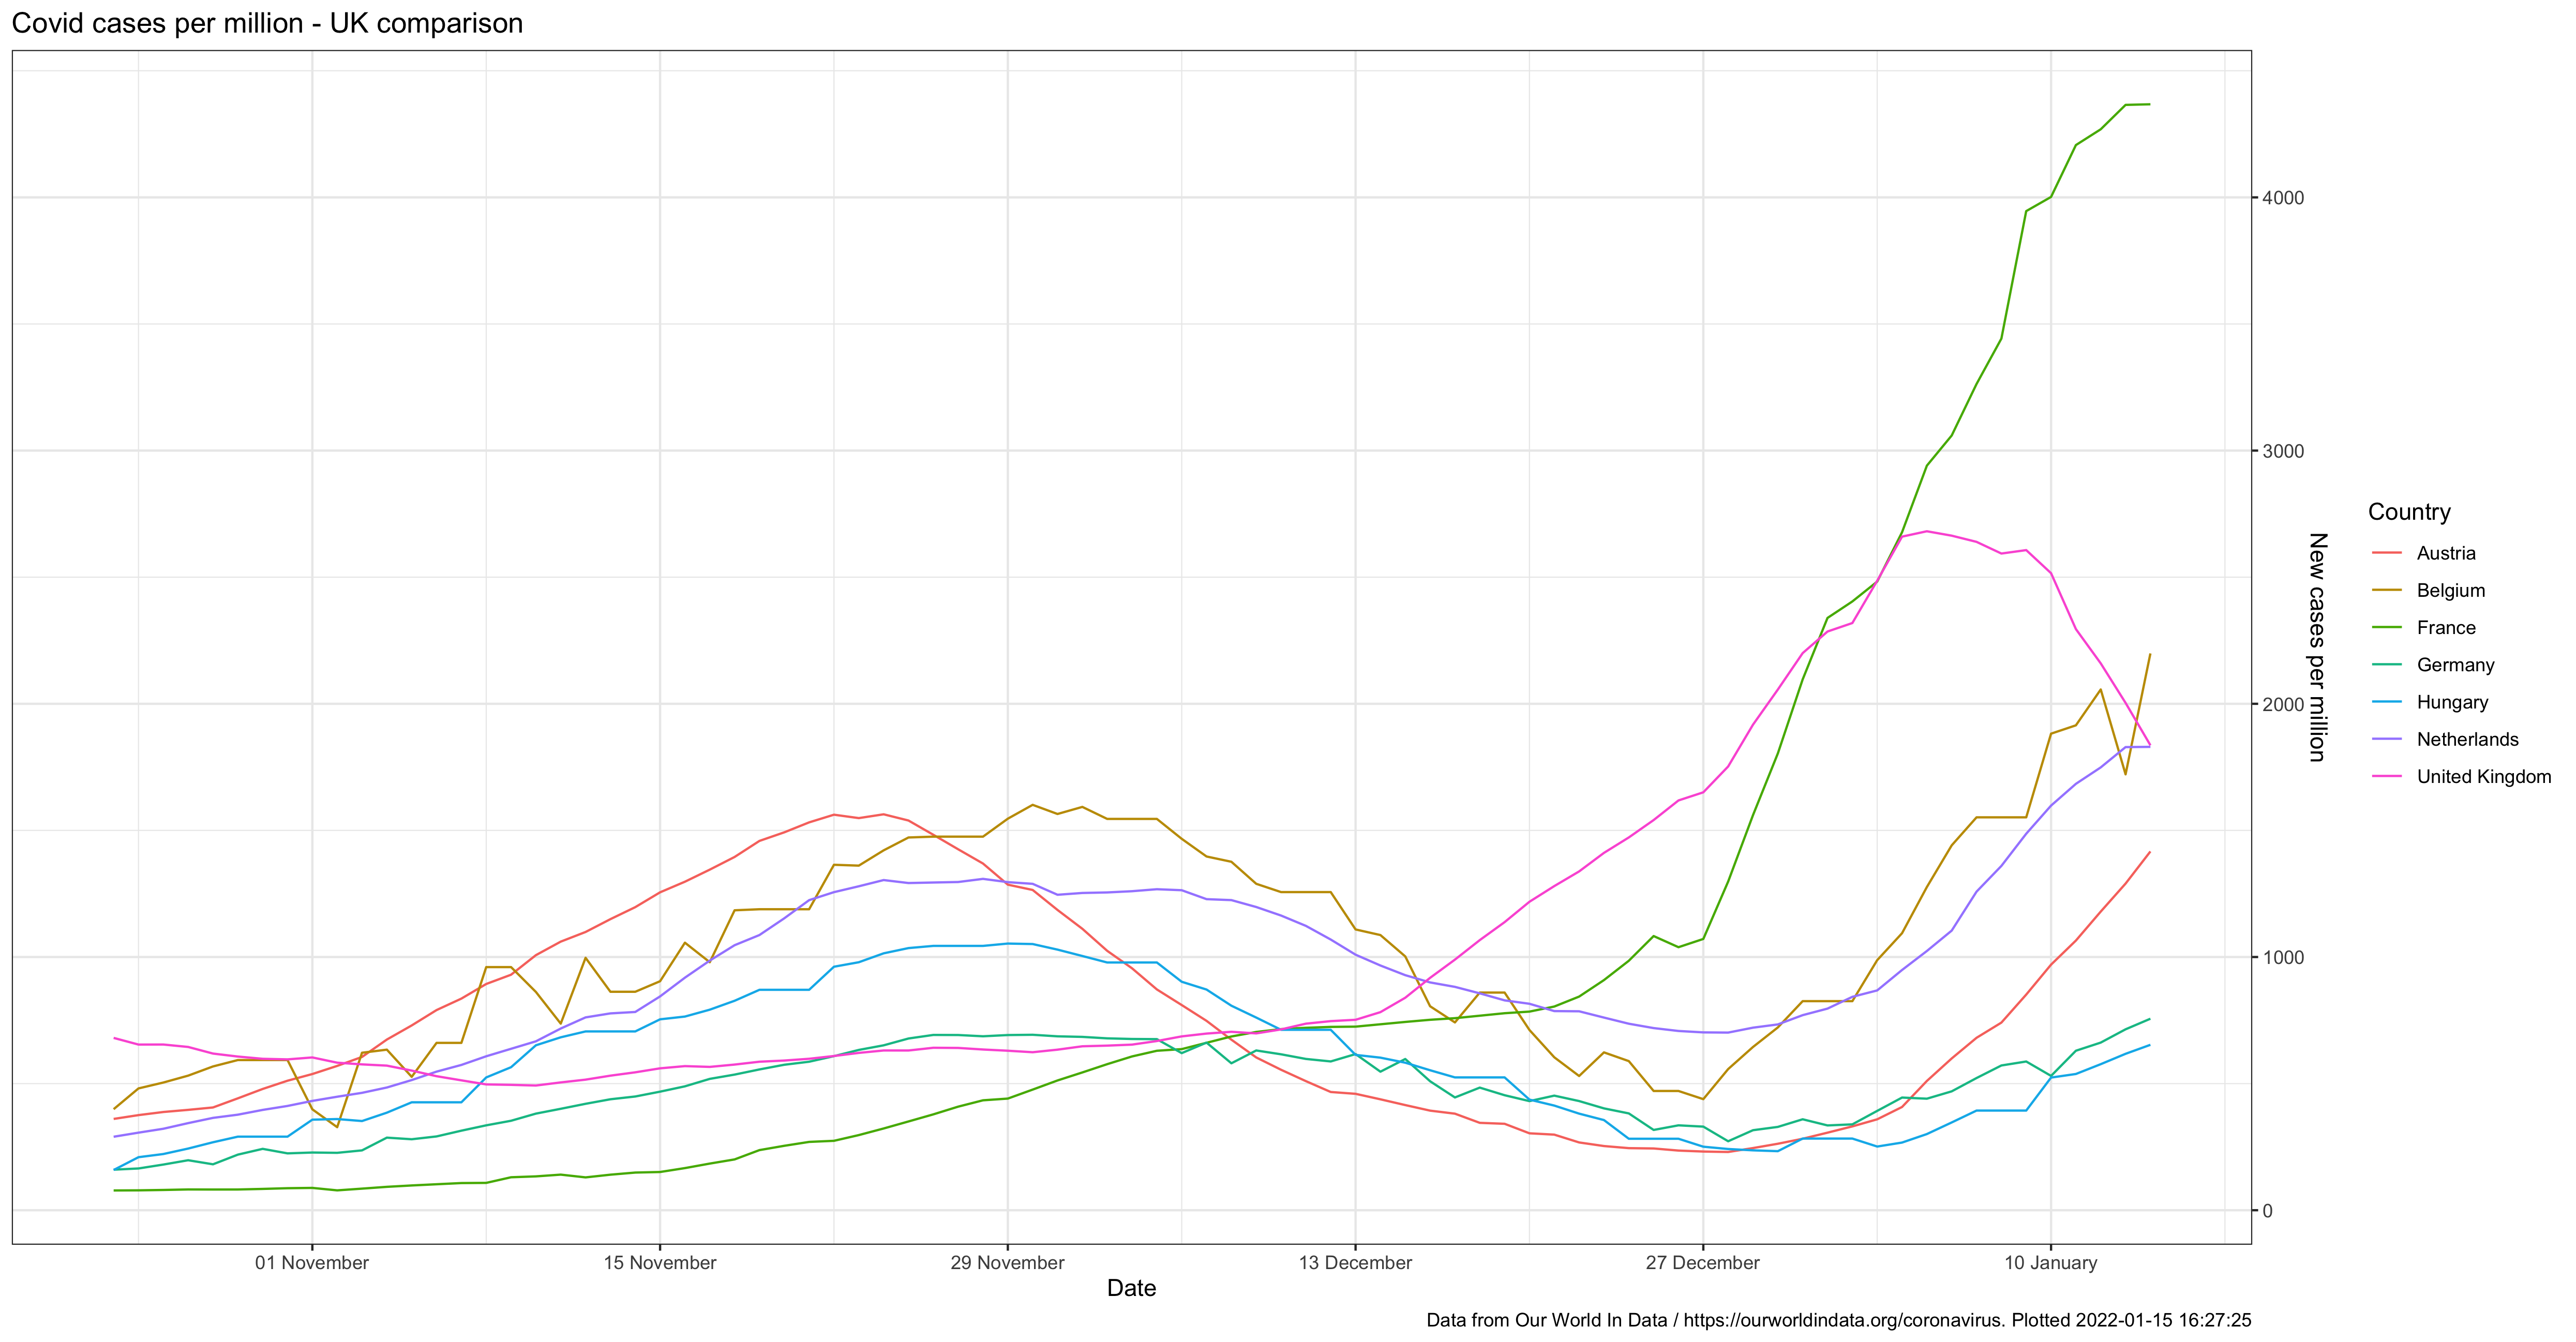 Covid cases per million - UK comparison
4000
3000
2000
1000
0
New cases per million
Country
Austria
Belgium
France
Germany
Hungary
Netherlands
United Kingdom
01 November
15 November
29 November
13 December
27 December
10 January
Date
Data from Our World In Data / https://ourworldindata.org/coronavirus. Plotted 2022-01-15 16:27:25